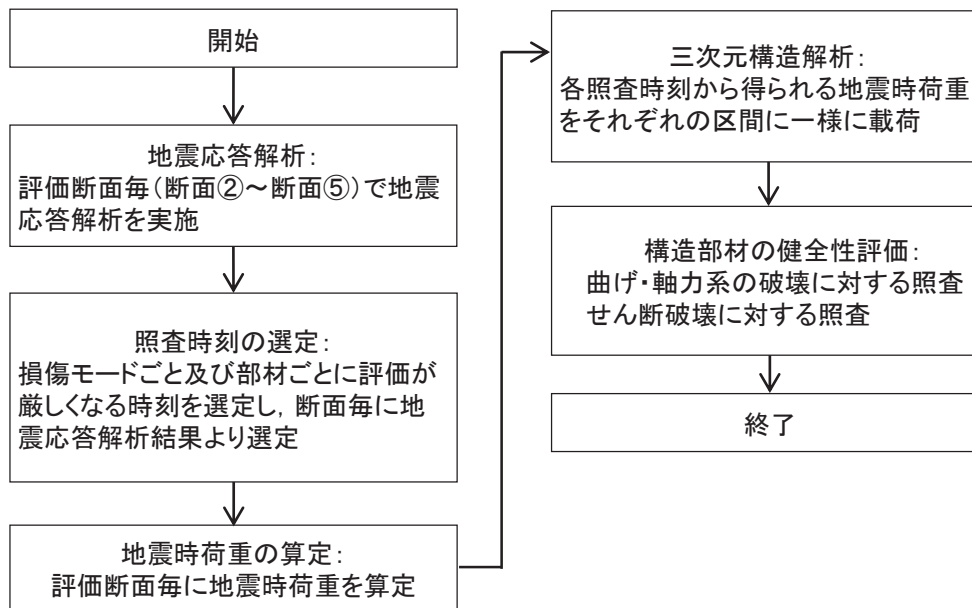 開始
地震応答解析：
評価断面毎（断面②～断面⑤）で地震
応答解析を実施
照査時刻の選定：
損傷モードごと及び部材ごとに評価が
厳しくなる時刻を選定し，断面毎に地
震応答解析結果より選定
地震時荷重の算定：
評価断面毎に地震時荷重を算定
三次元構造解析：
各照査時刻から得られる地震時荷重
をそれぞれの区間に一様に載荷
構造部材の健全性評価：
曲げ・軸力系の破壊に対する照査
せん断破壊に対する照査
終了